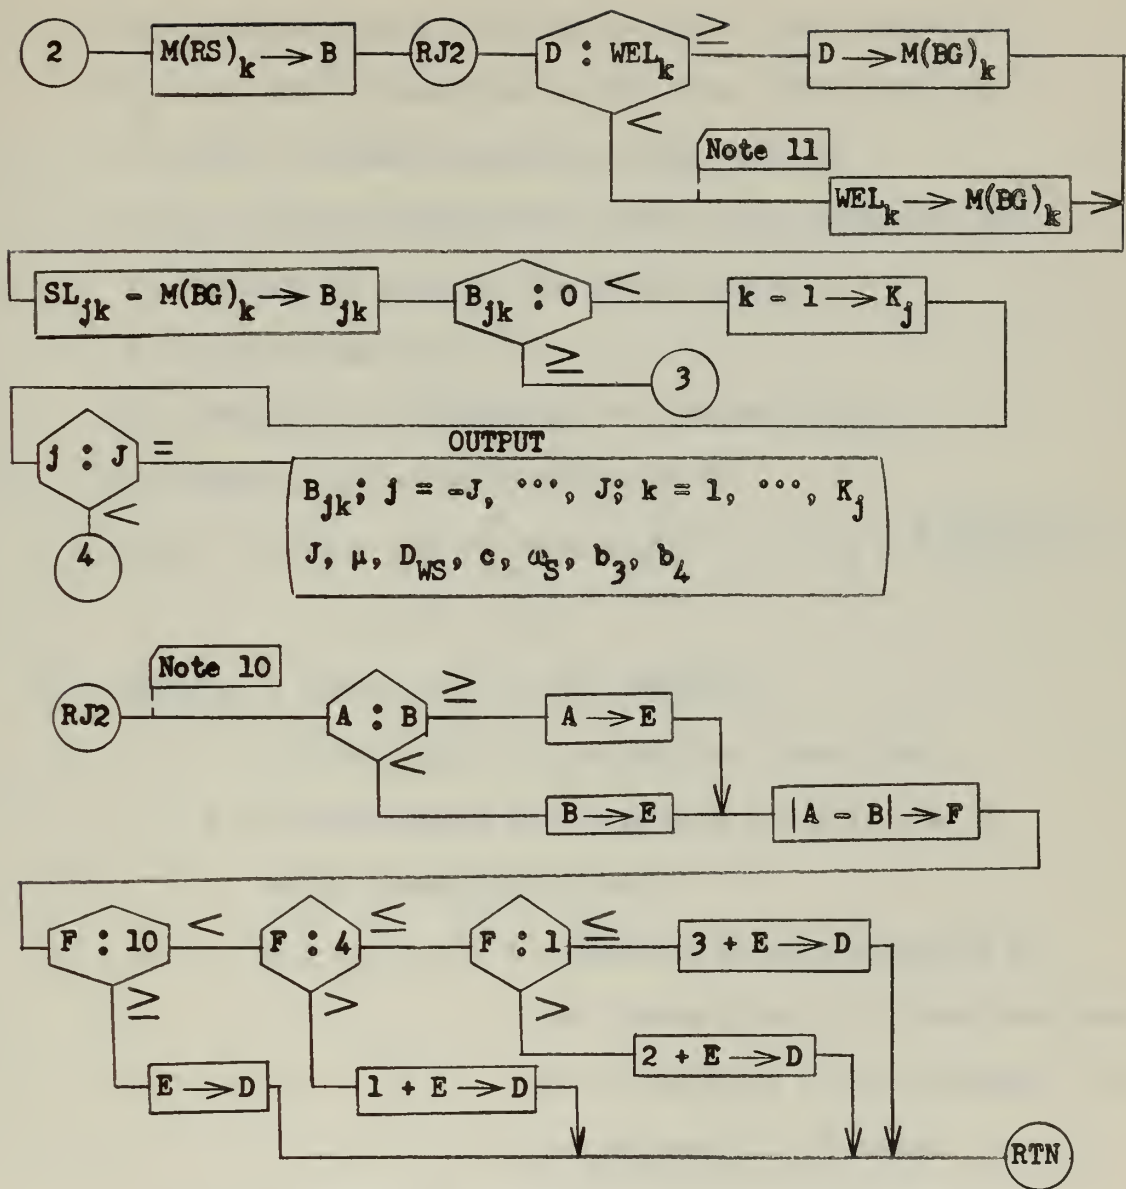 2 M(RS)k → B RJ2 D : WELk ≥ D → M(BG)k
<
Note 11
WELk → M(BG)k
SLjk - M(BG)k → Bjk Bjk : 0 < k - 1 → Kj
≥
3
j : J =
<
4
OUTPUT
Bjk; j = -J, ···, J; k = 1, ···, Kj
J, μ, DWS, c, ωS, b3, b4
Note 10
RJ2 A : B ≥ A → E
<
B → E |A - B| → F
F : 10 < F : 4 ≤ F : 1 ≤ 3 + E → D
≥ > >
2 + E → D
E → D 1 + E → D
RTN